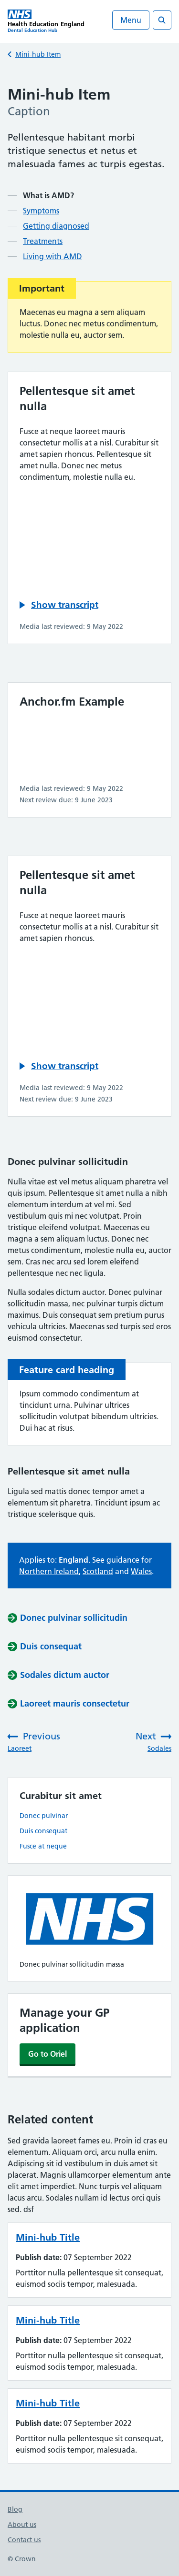 NHS
Health Education England
Dental Education Hub
Menu
Mini-hub Item
Mini-hub Item
Caption
Pellentesque habitant morbi
tristique senectus et netus et
malesuada fames ac turpis egestas.
What is AMD?
Symptoms
Getting diagnosed
Treatments
Living with AMD
Important
Maecenas eu magna a sem aliquam
luctus. Donec nec metus condimentum,
molestie nulla eu, auctor sem.
Pellentesque sit amet
nulla
Fusce at neque laoreet mauris
consectetur mollis at a nisl. Curabitur sit
amet sapien rhoncus. Pellentesque sit
amet nulla. Donec nec metus
condimentum, molestie nulla eu.
Show transcript
Media last reviewed: 9 May 2022
Anchor.fm Example
Media last reviewed: 9 May 2022
Next review due: 9 June 2023
Pellentesque sit amet
nulla
Fusce at neque laoreet mauris
consectetur mollis at a nisl. Curabitur sit
amet sapien rhoncus.
Show transcript
Media last reviewed: 9 May 2022
Next review due: 9 June 2023
Donec pulvinar sollicitudin
Nulla vitae est vel metus aliquam pharetra vel
quis ipsum. Pellentesque sit amet nulla a nibh
elementum interdum at vel mi. Sed
vestibulum quis mi nec volutpat. Proin
tristique eleifend volutpat. Maecenas eu
magna a sem aliquam luctus. Donec nec
metus condimentum, molestie nulla eu, auctor
sem. Cras nec arcu sed lorem eleifend
pellentesque nec nec ligula.
Nulla sodales dictum auctor. Donec pulvinar
sollicitudin massa, nec pulvinar turpis dictum
maximus. Duis consequat sem pretium purus
vehicula ultricies. Maecenas sed turpis sed eros
euismod consectetur.
Feature card heading
Ipsum commodo condimentum at
tincidunt urna. Pulvinar ultrices
sollicitudin volutpat bibendum ultricies.
Dui hac at risus.
Pellentesque sit amet nulla
Ligula sed mattis donec tempor amet a
elementum sit pharetra. Tincidunt ipsum ac
tristique scelerisque quis.
Applies to: England. See guidance for
Northern Ireland, Scotland and Wales.
Donec pulvinar sollicitudin
Duis consequat
Sodales dictum auctor
Laoreet mauris consectetur
Previous Next
Laoreet Sodales
Curabitur sit amet
Donec pulvinar
Duis consequat
Fusce at neque
NHS
Donec pulvinar sollicitudin massa
Manage your GP
application
Go to Oriel
Related content
Sed gravida laoreet fames eu. Proin id cras eu
elementum. Aliquam orci, arcu nulla enim.
Adipiscing sit id vestibulum in duis amet sit
placerat. Magnis ullamcorper elementum ante
elit amet imperdiet. Nunc turpis vel aliquam
lacus arcu. Sodales nullam id lectus orci quis
sed. dsf
Mini-hub Title
Publish date: 07 September 2022
Porttitor nulla pellentesque sit consequat,
euismod sociis tempor, malesuada.
Mini-hub Title
Publish date: 07 September 2022
Porttitor nulla pellentesque sit consequat,
euismod sociis tempor, malesuada.
Mini-hub Title
Publish date: 07 September 2022
Porttitor nulla pellentesque sit consequat,
euismod sociis tempor, malesuada.
Blog
About us
Contact us
© Crown